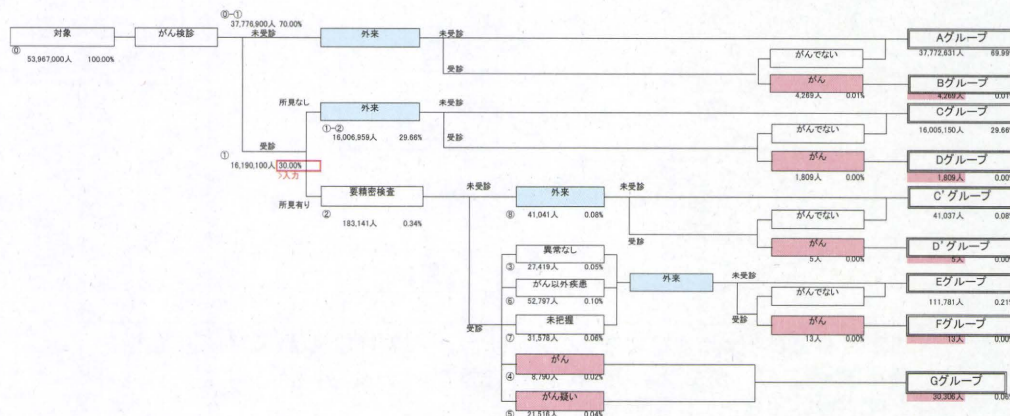 ⓪-①
37,776,900人 70.00%
対象
がん検診
未受診
外来
未受診
Aグループ
37,772,631人 69.99%
⓪
53,967,000人 100.00%
がんでない
受診
がん
4,269人 0.01%
Bグループ
4,269人 0.01%
所見なし
外来
未受診
Cグループ
①-②
16,006,959人 29.66%
受診
16,005,150人 29.66%
がんでない
受診
①
16,190,100人 30.00%
入力
がん
1,809人 0.00%
Dグループ
1,809人 0.00%
所見有り
要精密検査
未受診
外来
未受診
C'グループ
②
183,141人 0.34%
⑧
41,041人 0.08%
41,037人 0.08%
がんでない
受診
がん
5人 0.00%
D'グループ
5人 0.00%
異常なし
③
27,419人 0.05%
外来
未受診
Eグループ
がん以外疾患
がんでない
111,781人 0.21%
⑥
52,797人 0.10%
受診
未把握
受診
がん
Fグループ
⑦
31,578人 0.06%
13人 0.00%
13人 0.00%
がん
④
8,790人 0.02%
Gグループ
30,306人 0.06%
がん疑い
⑤
21,516人 0.04%